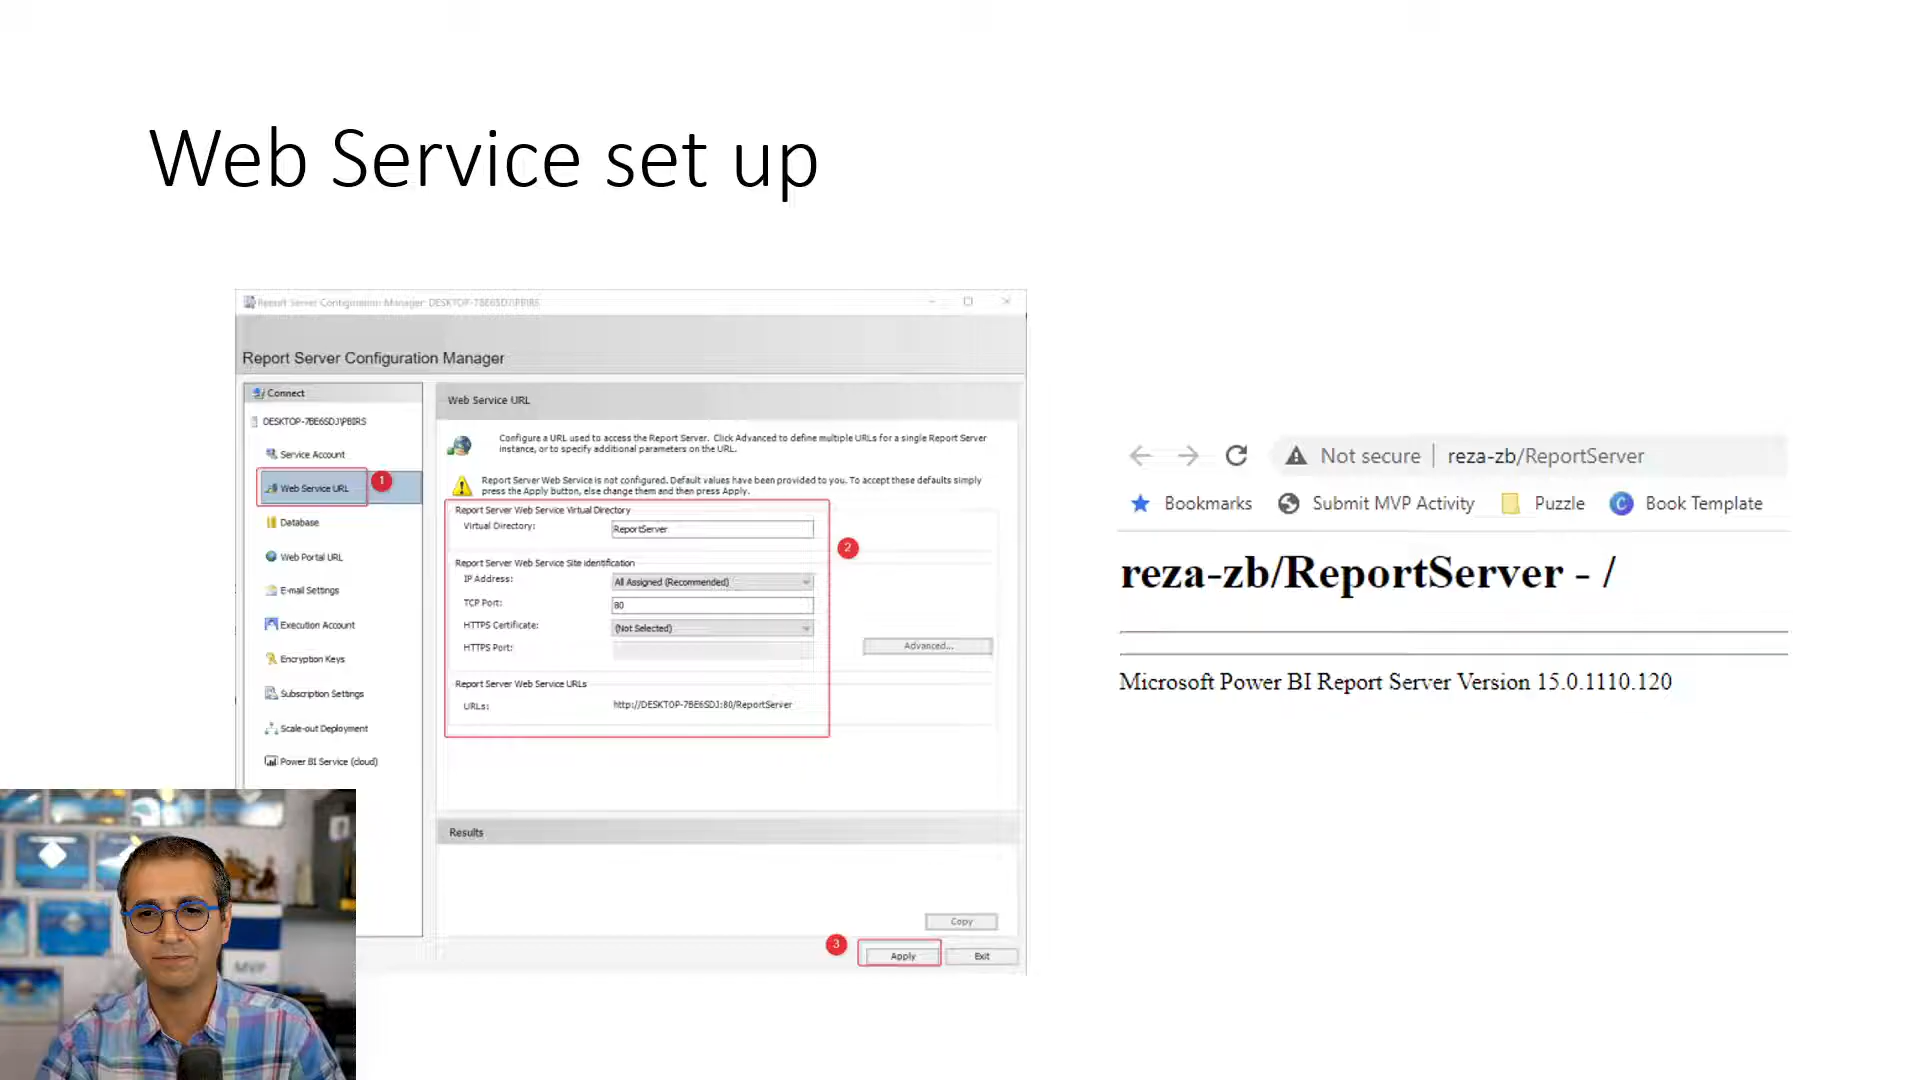 Web Service set up
Report Server Configuration Manager: DESKTOP-7BE6SDJ\PBIRS
Report Server Configuration Manager
Connect
DESKTOP-7BE6SDJ\PBIRS
Service Account
Web Service URL
1
Database
Web Portal URL
E-mail Settings
Execution Account
Encryption Keys
Subscription Settings
Scale-out Deployment
Power BI Service (cloud)
Web Service URL
Configure a URL used to access the Report Server. Click Advanced to define multiple URLs for a single Report Server
instance, or to specify additional parameters on the URL.
Report Server Web Service is not configured. Default values have been provided to you. To accept these defaults simply
press the Apply button, else change them and then press Apply.
Report Server Web Service Virtual Directory
Virtual Directory: ReportServer
2
Report Server Web Service Site identification
IP Address: All Assigned (Recommended)
TCP Port: 80
HTTPS Certificate: (Not Selected)
HTTPS Port:
Advanced...
Report Server Web Service URLs
URLs: http://DESKTOP-7BE6SDJ:80/ReportServer
Results
Copy
3
Apply
Exit
Not secure reza-zb/ReportServer
Bookmarks Submit MVP Activity Puzzle Book Template
reza-zb/ReportServer - /
Microsoft Power BI Report Server Version 15.0.1110.120
MVP